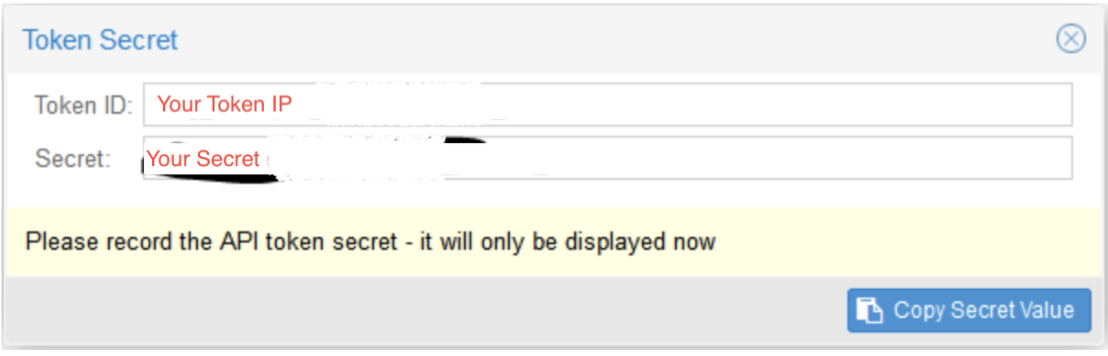 Token Secret
Token ID: Your Token IP
Secret: Your Secret
Please record the API token secret - it will only be displayed now
Copy Secret Value